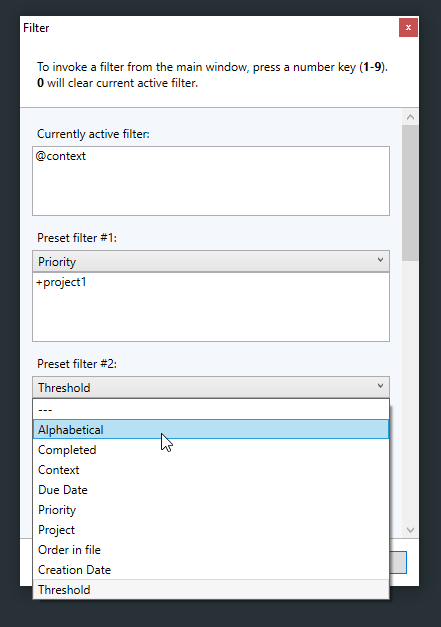 Filter
x
To invoke a filter from the main window, press a number key (1-9).
0 will clear current active filter.
Currently active filter:
@context
Preset filter #1:
Priority
+project1
Preset filter #2:
Threshold
---
Alphabetical
Completed
Context
Due Date
Priority
Project
Order in file
Creation Date
Threshold